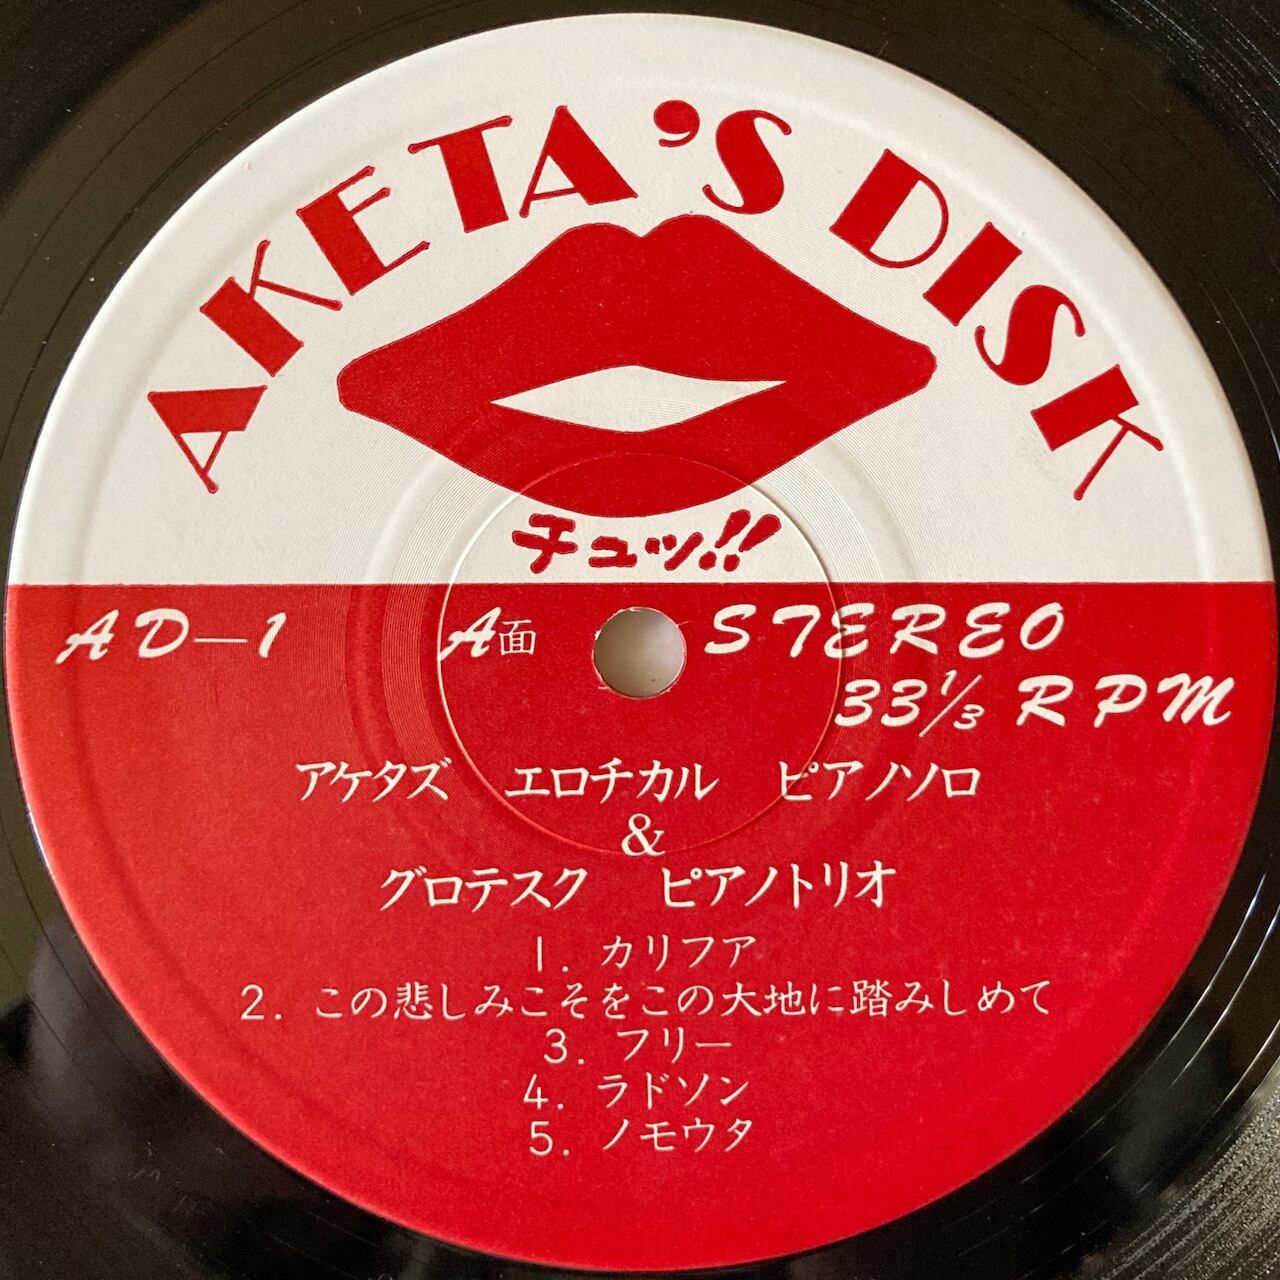 AKETA'S DISK
チュッ!!
AD—1 A面 STEREO
33⅓ RPM
アケタズ エロチカル ピアノソロ
&
グロテスク ピアノトリオ
1. カリファ
2. この悲しみこそをこの大地に踏みしめて
3. フリー
4. ラドソン
5. ノモウタ